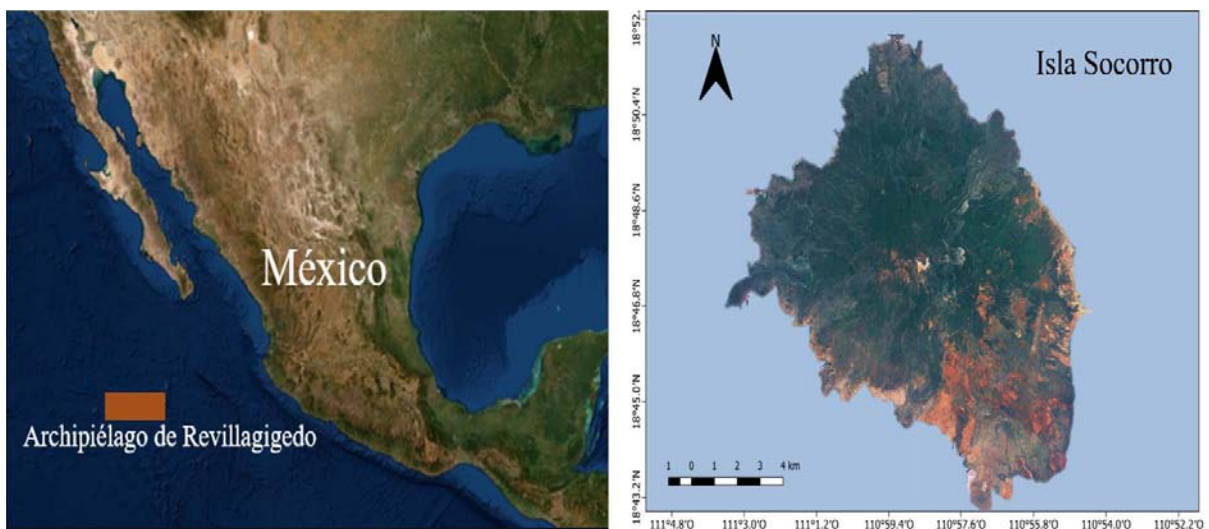 México
Archipiélago de Revillagigedo
N
Isla Socorro
18°52.
18°50.4'N
18°48.6'N
18°46.8'N
18°45.0'N
18°43.2'N
1 0 1 2 3 4 km
111°4.8'O 111°3.0'O 111°1.2'O 110°59.4'O 110°57.6'O 110°55.8'O 110°54.0'O 110°52.2'O